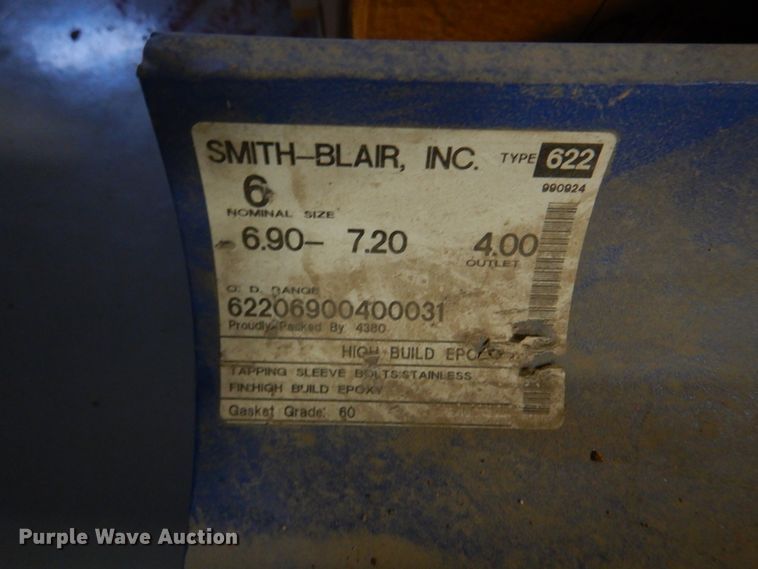 SMITH-BLAIR, INC. TYPE 622
990924
6
NOMINAL SIZE
6.90- 7.20 4.00
OUTLET
O. D. RANGE
62206900400031
Proudly Packed By 4380
HIGH BUILD EPOXY
TAPPING SLEEVE BOLTS:STAINLESS
FIN:HIGH BUILD EPOXY
Gasket Grade: 60
Purple Wave Auction